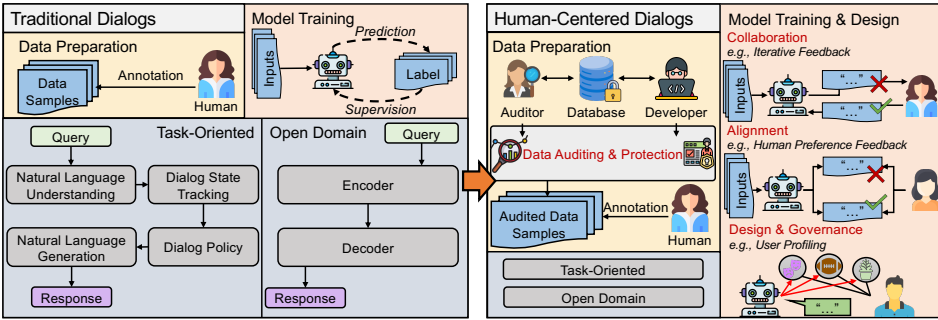 Traditional Dialogs
Data Preparation
Data
Samples
Annotation
Human
Model Training
Inputs
Prediction
Label
Supervision
Query
Task-Oriented
Natural Language
Understanding
Dialog State
Tracking
Natural Language
Generation
Dialog Policy
Response
Open Domain
Query
Encoder
Decoder
Response
Human-Centered Dialogs
Data Preparation
Auditor
Database
Developer
Data Auditing & Protection
Audited Data
Samples
Annotation
Human
Task-Oriented
Open Domain
Model Training & Design
Collaboration
e.g., Iterative Feedback
Inputs
“...”
“...”
Alignment
e.g., Human Preference Feedback
Inputs
“...”
“...”
Design & Governance
e.g., User Profiling
“...”